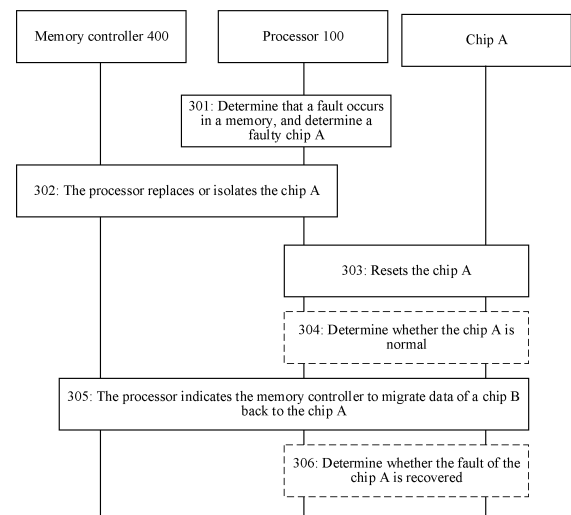 Memory controller 400
Processor 100
Chip A
301: Determine that a fault occurs
in a memory, and determine a
faulty chip A
302: The processor replaces or isolates the chip A
303: Resets the chip A
304: Determine whether the chip A is
normal
305: The processor indicates the memory controller to migrate data of a chip B
back to the chip A
306: Determine whether the fault of the
chip A is recovered